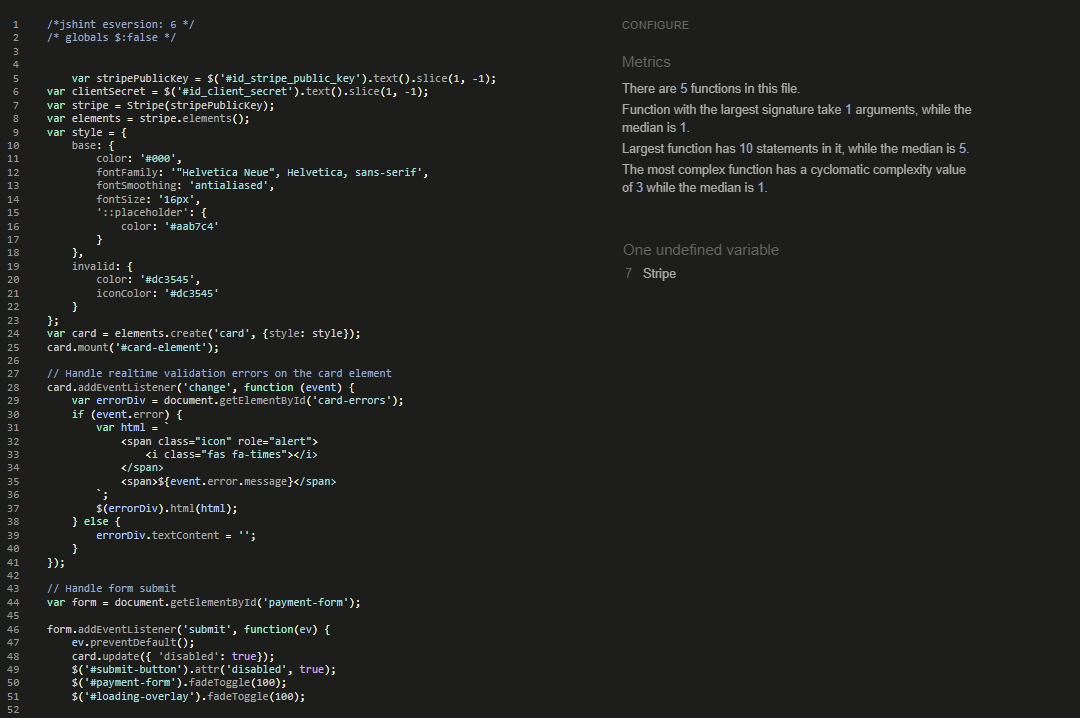 1 /*jshint esversion: 6 */
2 /* globals $:false */
3
4
5     var stripePublicKey = $('#id_stripe_public_key').text().slice(1, -1);
6 var clientSecret = $('#id_client_secret').text().slice(1, -1);
7 var stripe = Stripe(stripePublicKey);
8 var elements = stripe.elements();
9 var style = {
10     base: {
11         color: '#000',
12         fontFamily: '"Helvetica Neue", Helvetica, sans-serif',
13         fontSmoothing: 'antialiased',
14         fontSize: '16px',
15         '::placeholder': {
16             color: '#aab7c4'
17         }
18     },
19     invalid: {
20         color: '#dc3545',
21         iconColor: '#dc3545'
22     }
23 };
24 var card = elements.create('card', {style: style});
25 card.mount('#card-element');
26
27 // Handle realtime validation errors on the card element
28 card.addEventListener('change', function (event) {
29     var errorDiv = document.getElementById('card-errors');
30     if (event.error) {
31         var html = `
32             <span class="icon" role="alert">
33                 <i class="fas fa-times"></i>
34             </span>
35             <span>${event.error.message}</span>
36         `;
37         $(errorDiv).html(html);
38     } else {
39         errorDiv.textContent = '';
40     }
41 });
42
43 // Handle form submit
44 var form = document.getElementById('payment-form');
45
46 form.addEventListener('submit', function(ev) {
47     ev.preventDefault();
48     card.update({ 'disabled': true});
49     $('#submit-button').attr('disabled', true);
50     $('#payment-form').fadeToggle(100);
51     $('#loading-overlay').fadeToggle(100);
52
CONFIGURE
Metrics
There are 5 functions in this file.
Function with the largest signature take 1 arguments, while the
median is 1.
Largest function has 10 statements in it, while the median is 5.
The most complex function has a cyclomatic complexity value
of 3 while the median is 1.
One undefined variable
7 Stripe